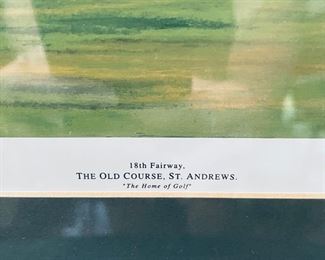 18th Fairway,
THE OLD COURSE, ST. ANDREWS.
"The Home of Golf"